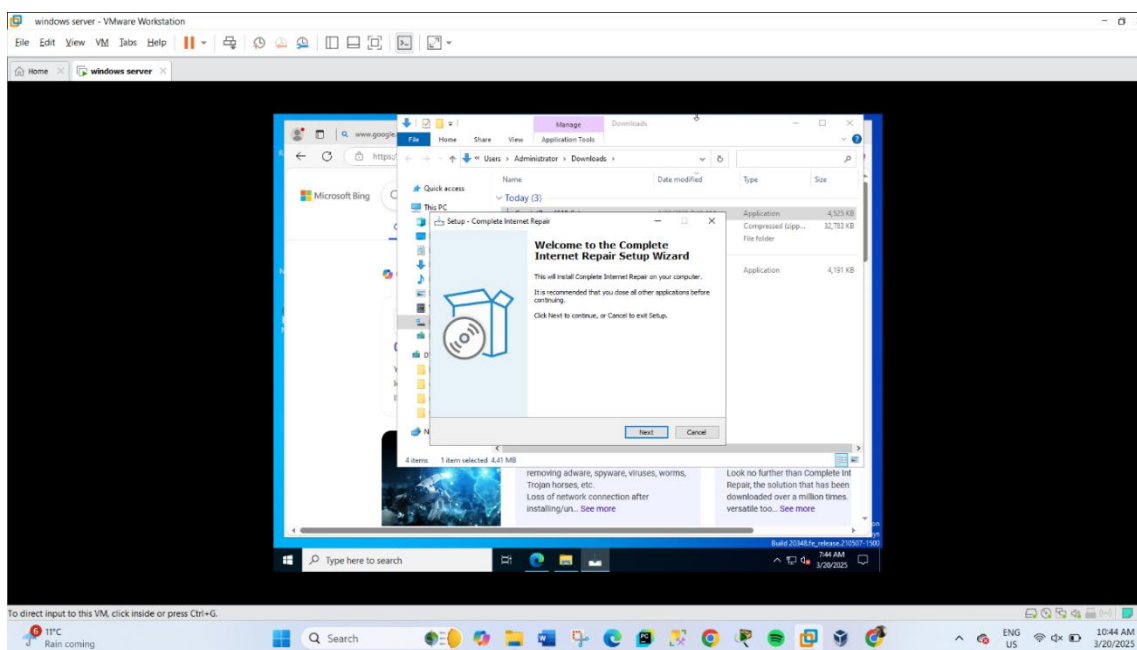 windows server - VMware Workstation
File Edit View VM Tabs Help
Home windows server
www.google
Manage Downloads
File Home Share View Application Tools
https:/
« Users › Administrator › Downloads ›
Microsoft Bing
Name Date modified Type Size
Quick access
Today (3)
This PC
Application 4,525 KB
Compressed (zipp... 32,783 KB
File folder
Application 4,191 KB
Setup - Complete Internet Repair
Welcome to the Complete
Internet Repair Setup Wizard
This will install Complete Internet Repair on your computer.
It is recommended that you close all other applications before
continuing.
Click Next to continue, or Cancel to exit Setup.
Next Cancel
4 items 1 item selected 4.41 MB
removing adware, spyware, viruses, worms,
Trojan horses, etc.
Loss of network connection after
installing/un... See more
Look no further than Complete Int
Repair, the solution that has been
downloaded over a million times.
versatile too... See more
Build 20348.fe_release.210507-1500
Type here to search
7:44 AM
3/20/2025
To direct input to this VM, click inside or press Ctrl+G.
6
11°C
Rain coming
Search
ENG
US
10:44 AM
3/20/2025